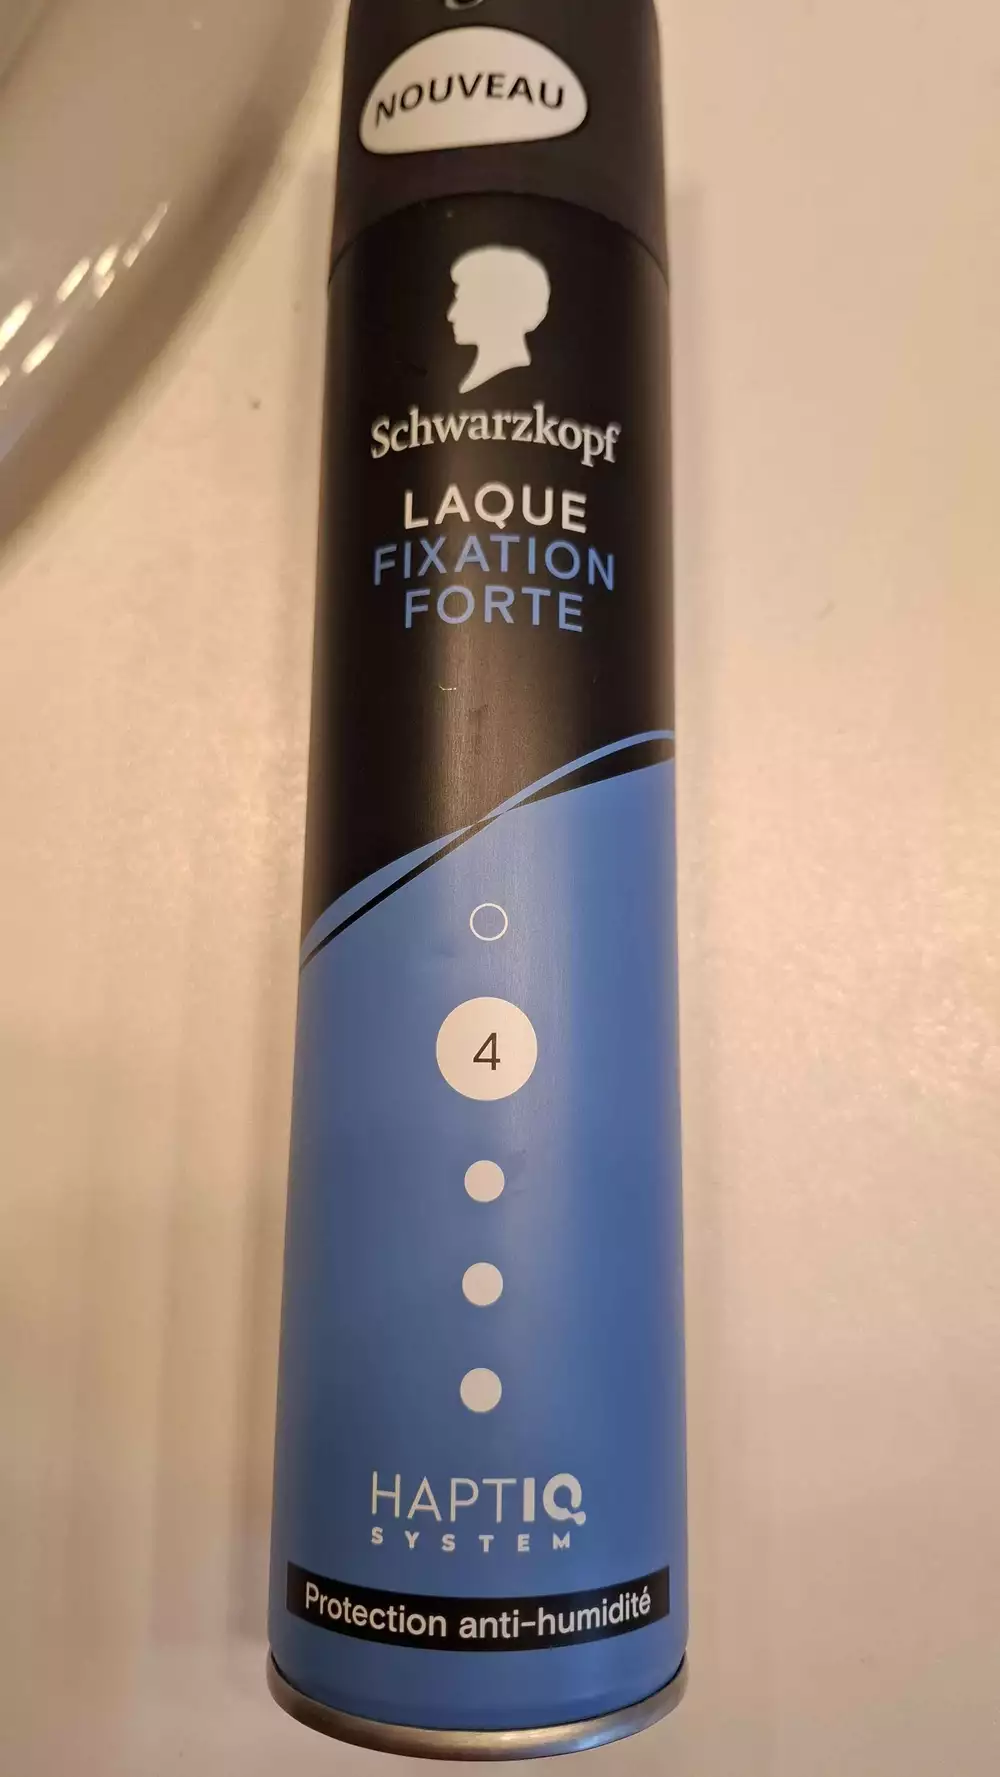 NOUVEAU
Schwarzkopf
LAQUE
FIXATION
FORTE
4
HAPTIQ
SYSTEM
Protection anti-humidité